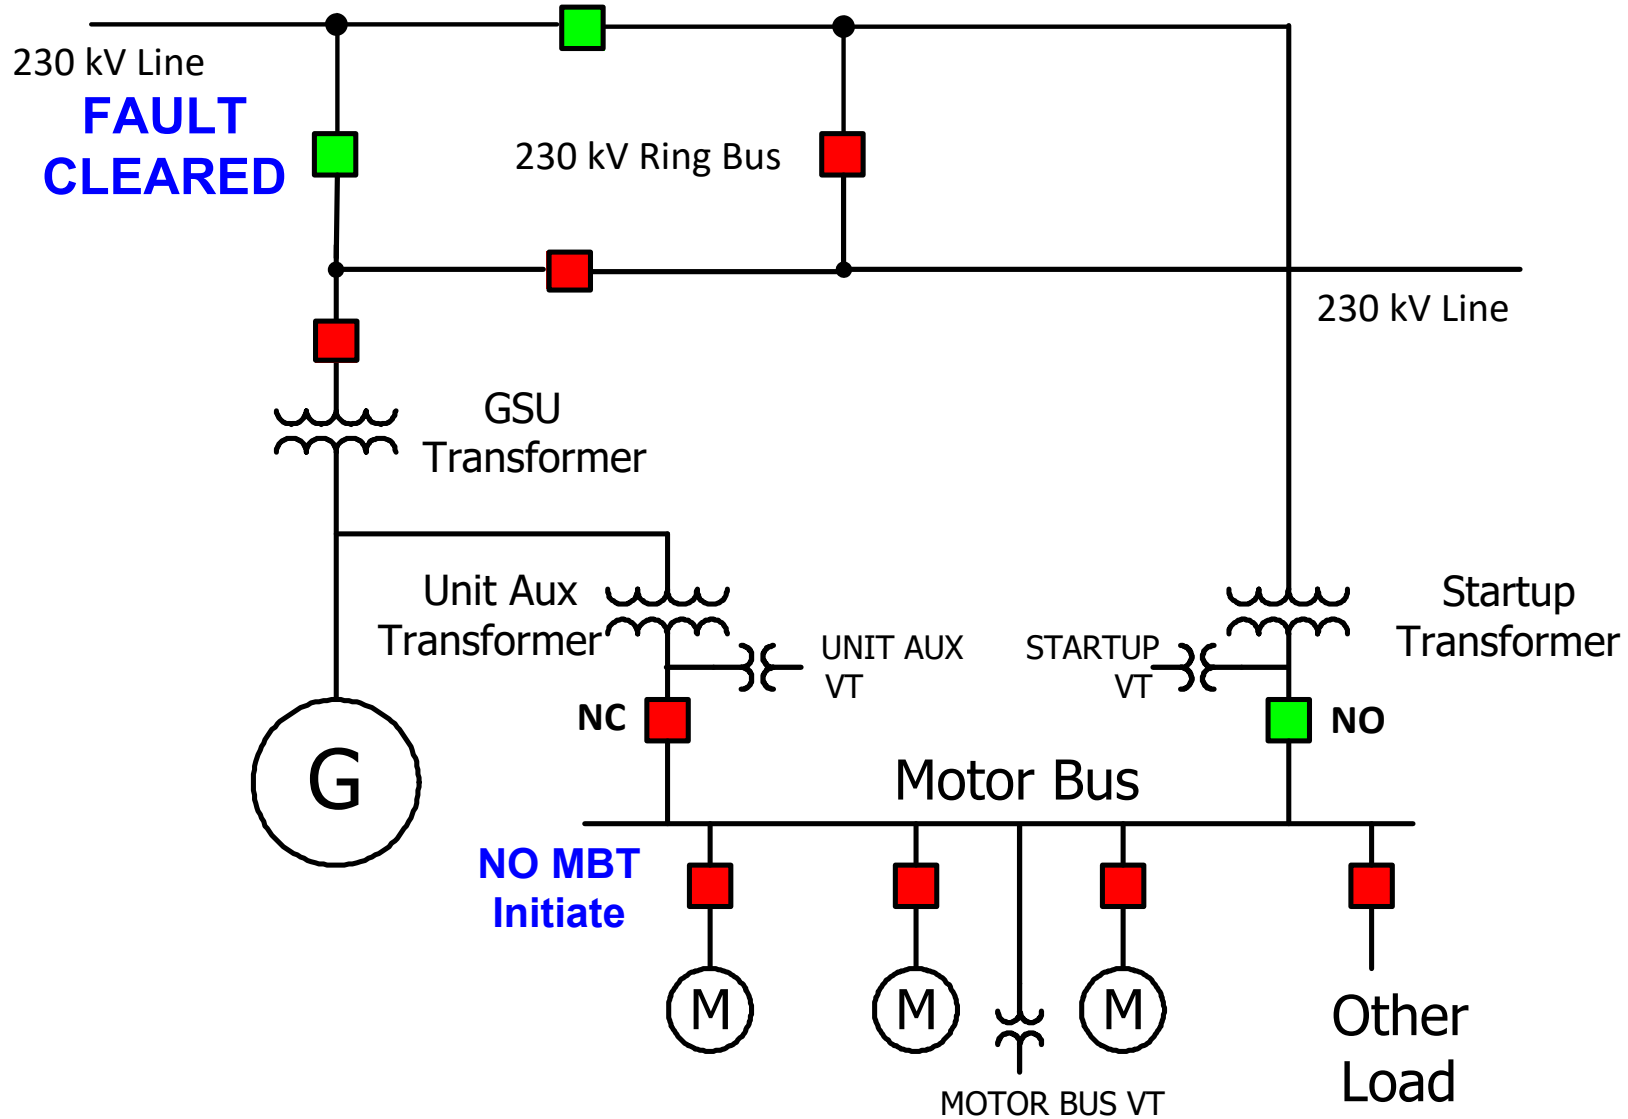 230 kV Line
FAULT
CLEARED
230 kV Ring Bus
230 kV Line
GSU
Transformer
Unit Aux
Transformer
UNIT AUX
VT
STARTUP
VT
Startup
Transformer
NC
NO
G
Motor Bus
NO MBT
Initiate
M
M
M
Other
Load
MOTOR BUS VT